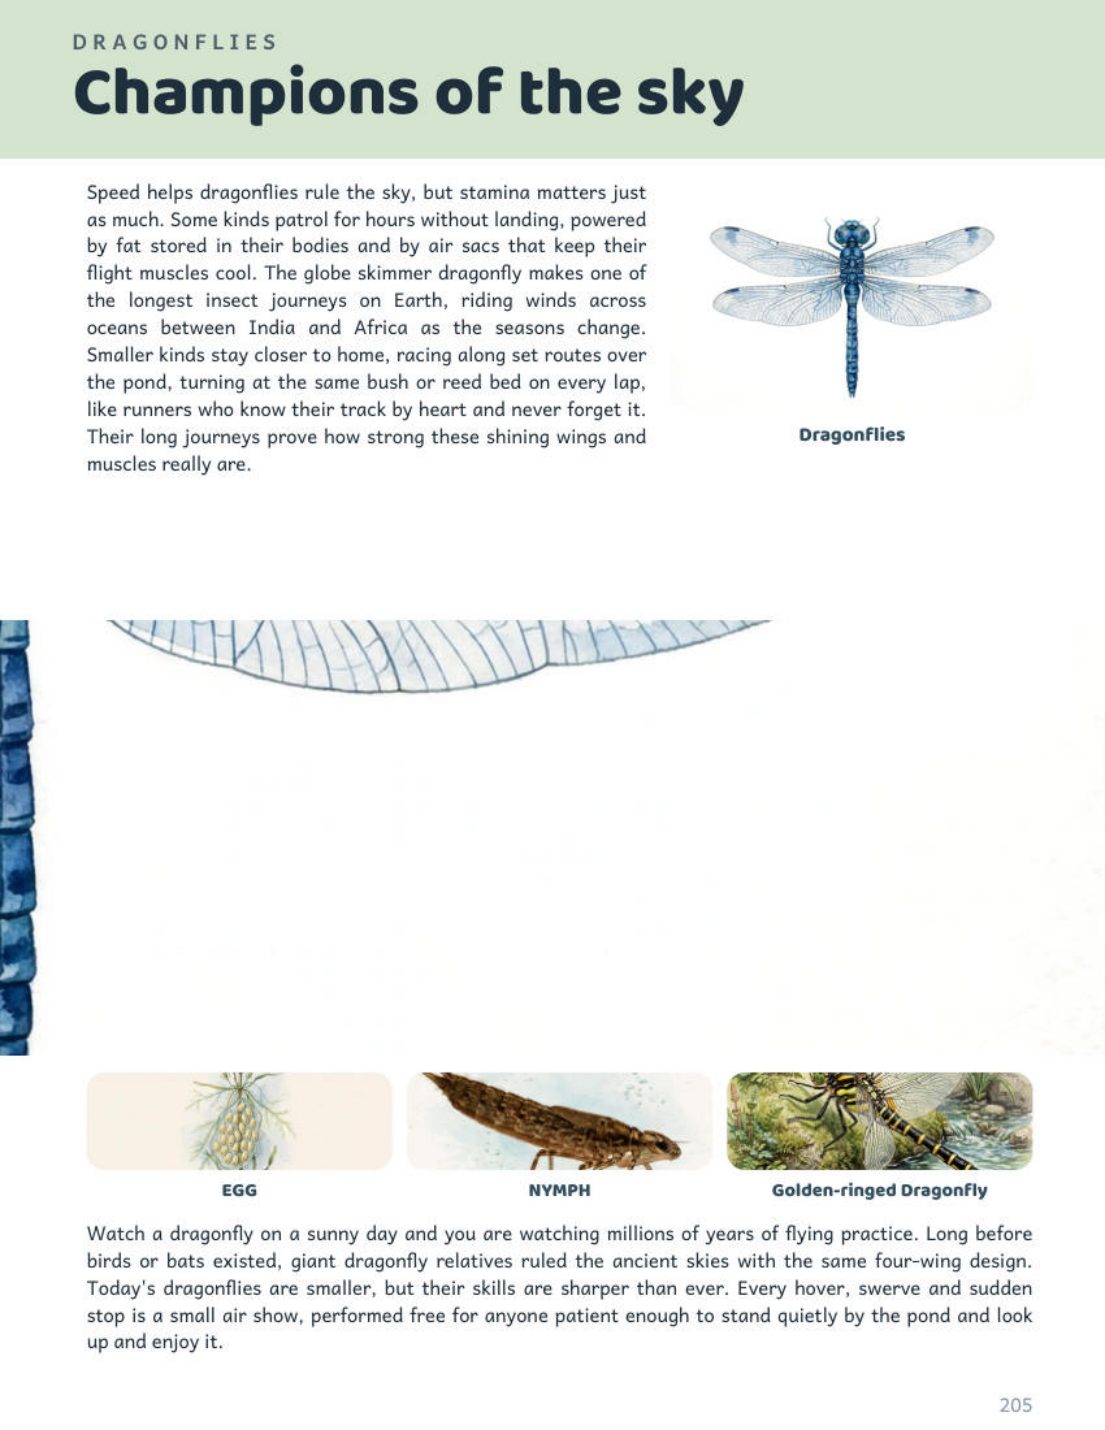 DRAGONFLIES
Champions of the sky
Speed helps dragonflies rule the sky, but stamina matters just
as much. Some kinds patrol for hours without landing, powered
by fat stored in their bodies and by air sacs that keep their
flight muscles cool. The globe skimmer dragonfly makes one of
the longest insect journeys on Earth, riding winds across
oceans between India and Africa as the seasons change.
Smaller kinds stay closer to home, racing along set routes over
the pond, turning at the same bush or reed bed on every lap,
like runners who know their track by heart and never forget it.
Their long journeys prove how strong these shining wings and
muscles really are.
Dragonflies
EGG
NYMPH
Golden-ringed Dragonfly
Watch a dragonfly on a sunny day and you are watching millions of years of flying practice. Long before
birds or bats existed, giant dragonfly relatives ruled the ancient skies with the same four-wing design.
Today's dragonflies are smaller, but their skills are sharper than ever. Every hover, swerve and sudden
stop is a small air show, performed free for anyone patient enough to stand quietly by the pond and look
up and enjoy it.
205